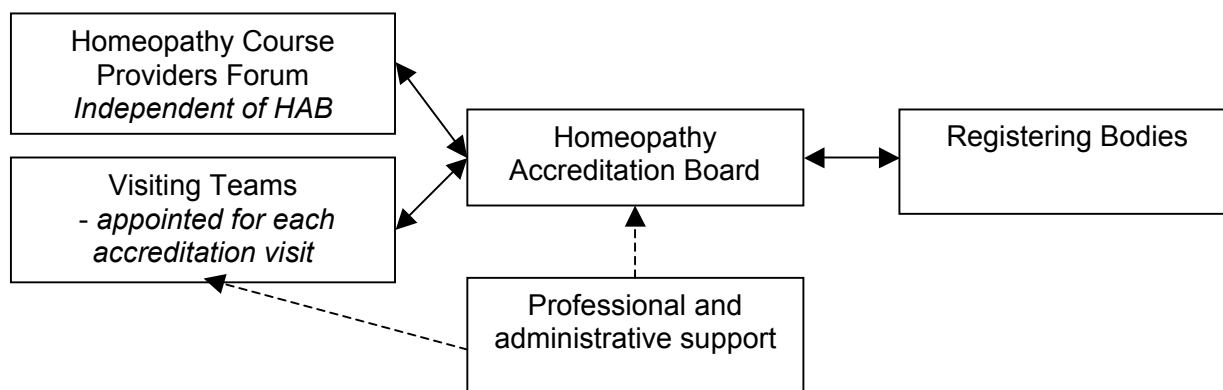 Homeopathy Course
Providers Forum
Independent of HAB
Visiting Teams
- appointed for each
accreditation visit
Homeopathy
Accreditation Board
Registering Bodies
Professional and
administrative support